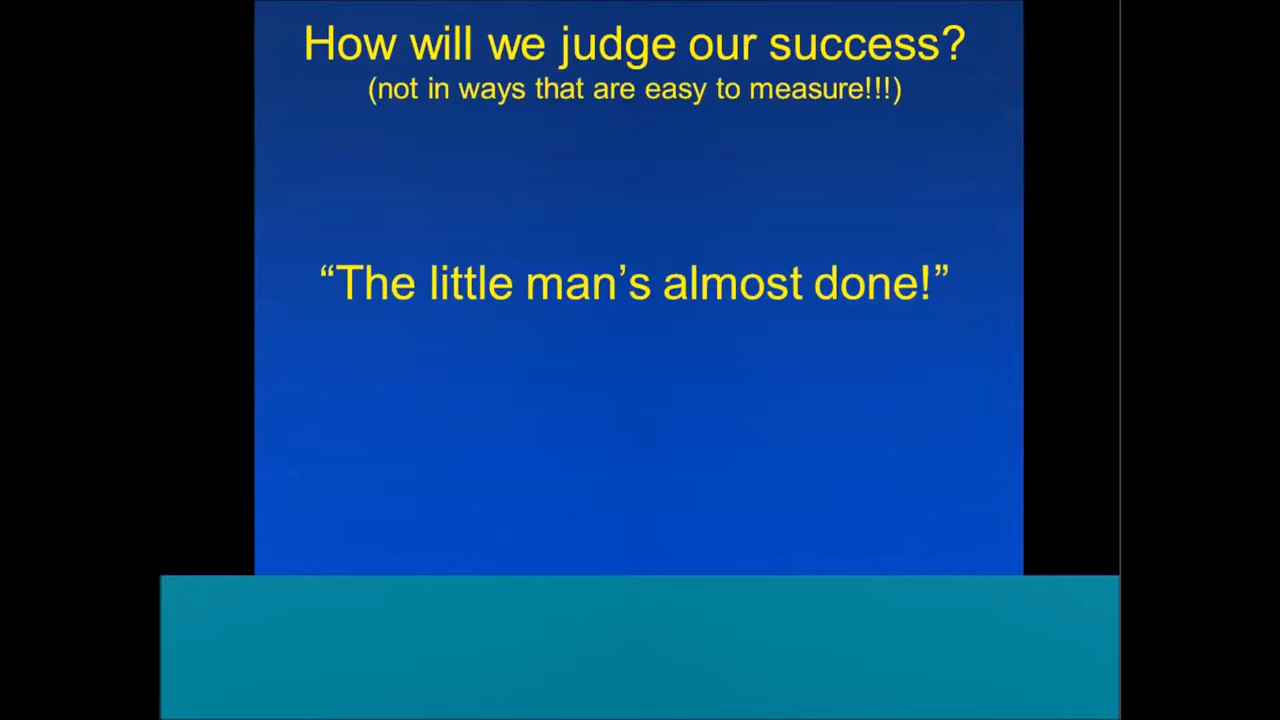 How will we judge our success?
(not in ways that are easy to measure!!!)
“The little man’s almost done!”